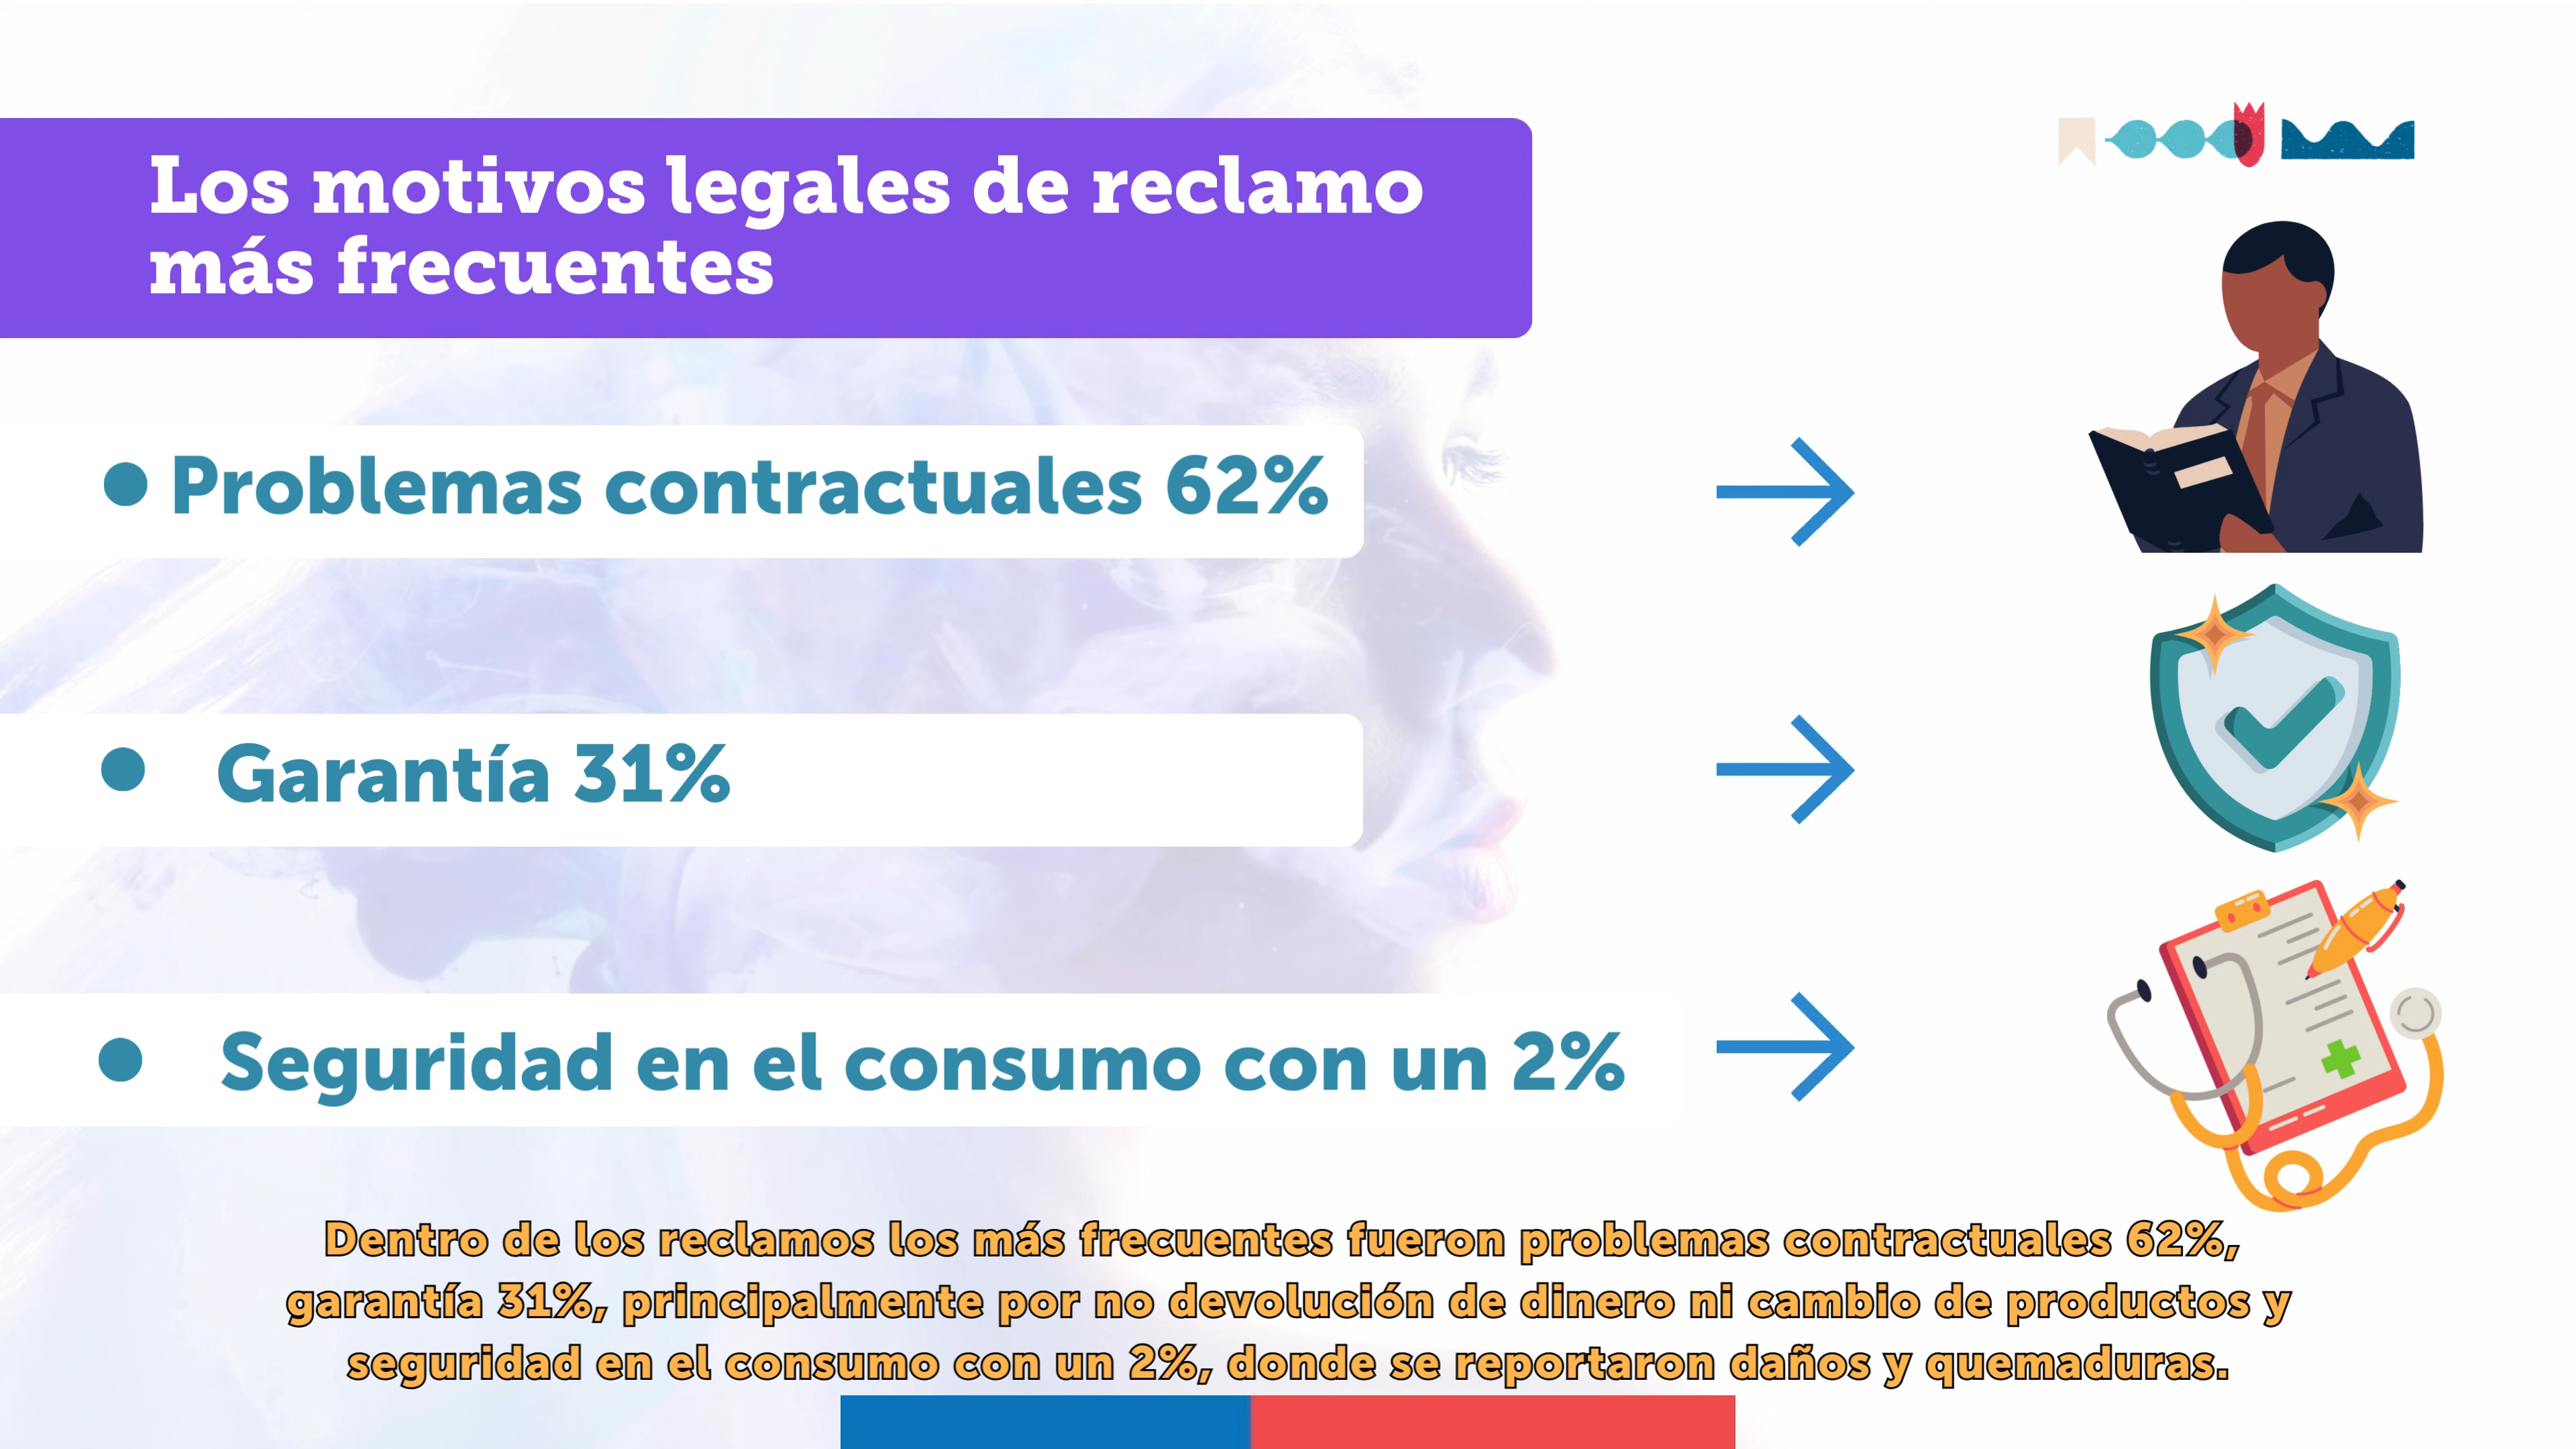 Los motivos legales de reclamo
más frecuentes
● Problemas contractuales 62%
● Garantía 31%
● Seguridad en el consumo con un 2%
Dentro de los reclamos los más frecuentes fueron problemas contractuales 62%,
garantía 31%, principalmente por no devolución de dinero ni cambio de productos y
seguridad en el consumo con un 2%, donde se reportaron daños y quemaduras.